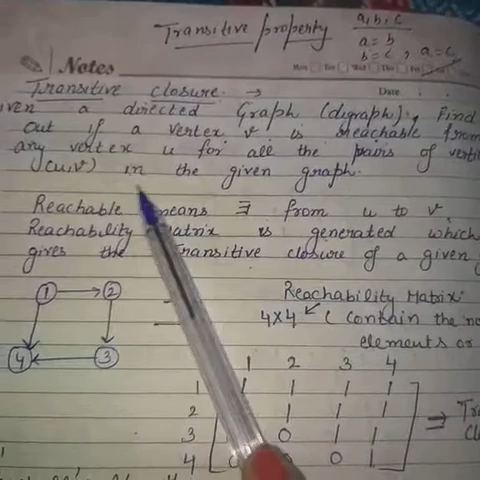 Transitive property
a, b, c
a = b
b = c, a = c
Notes
Date
Transitive closure. →
a directed Graph (digraph), Find
out if a vertex v is reachable from
any vertex u for all the pairs of
(u,v) in the given graph.
Reachable means ∃ from u to v.
Reachability matrix is generated which
gives the Transitive closure of a given
1 2
4 3
Reachability Matrix:
4x4 ( contain the
elements or
1 2 3 4
1 1 1 1 1
2 1 1 1
3 0 1 1
4 0 1
⇒